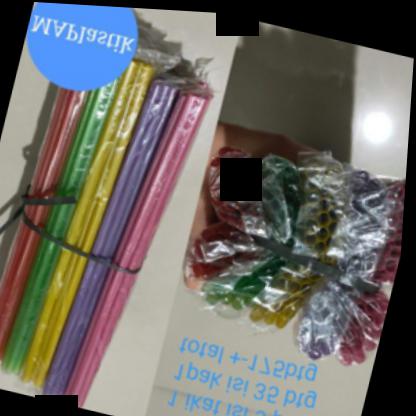 MAPlastik
1 ikat isi
1 pak isi 35 btg
total +-175btg